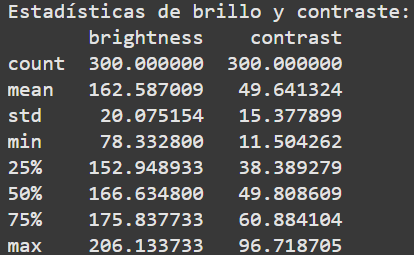 Estadísticas de brillo y contraste:
brightness contrast
count 300.000000 300.000000
mean 162.587009 49.641324
std 20.075154 15.377899
min 78.332800 11.504262
25% 152.948933 38.389279
50% 166.634800 49.808609
75% 175.837733 60.884104
max 206.133733 96.718705